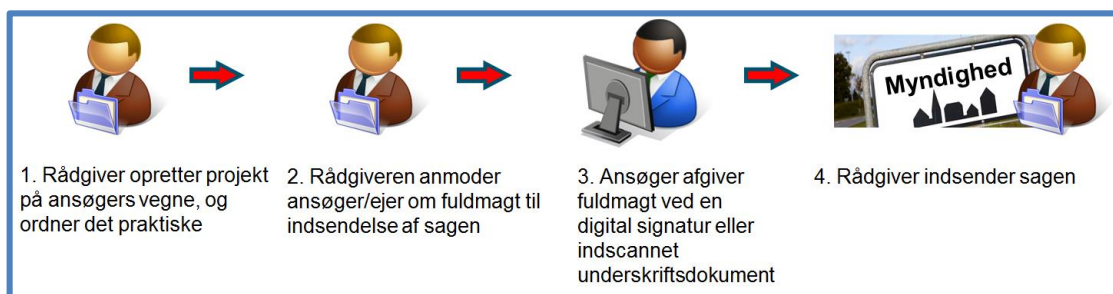 Myndighed
1. Rådgiver opretter projekt
på ansøgers vegne, og
ordner det praktiske
2. Rådgiveren anmoder
ansøger/ejer om fuldmagt til
indsendelse af sagen
3. Ansøger afgiver
fuldmagt ved en
digital signatur eller
indscannet
underskriftsdokument
4. Rådgiver indsender sagen